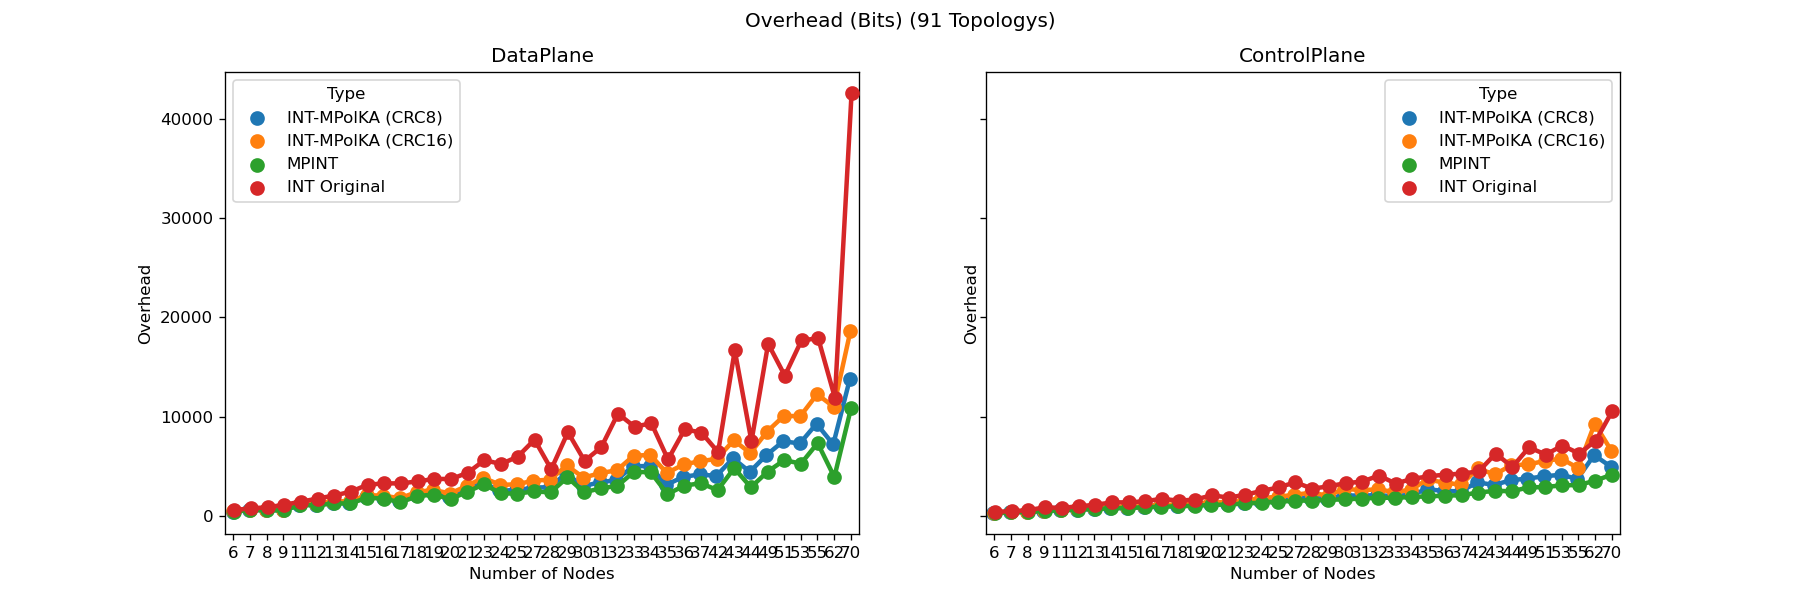 Overhead (Bits) (91 Topologys)
DataPlane
Type
INT-MPolKA (CRC8)
INT-MPolKA (CRC16)
MPINT
INT Original
Overhead
40000
30000
20000
10000
0
6 7 8 9 11 12 13 14 15 16 17 18 19 20 21 23 24 25 27 28 29 30 31 32 33 34 35 36 37 42 43 44 49 51 53 55 62 70
Number of Nodes
ControlPlane
Type
INT-MPolKA (CRC8)
INT-MPolKA (CRC16)
MPINT
INT Original
Overhead
6 7 8 9 11 12 13 14 15 16 17 18 19 20 21 23 24 25 27 28 29 30 31 32 33 34 35 36 37 42 43 44 49 51 53 55 62 70
Number of Nodes